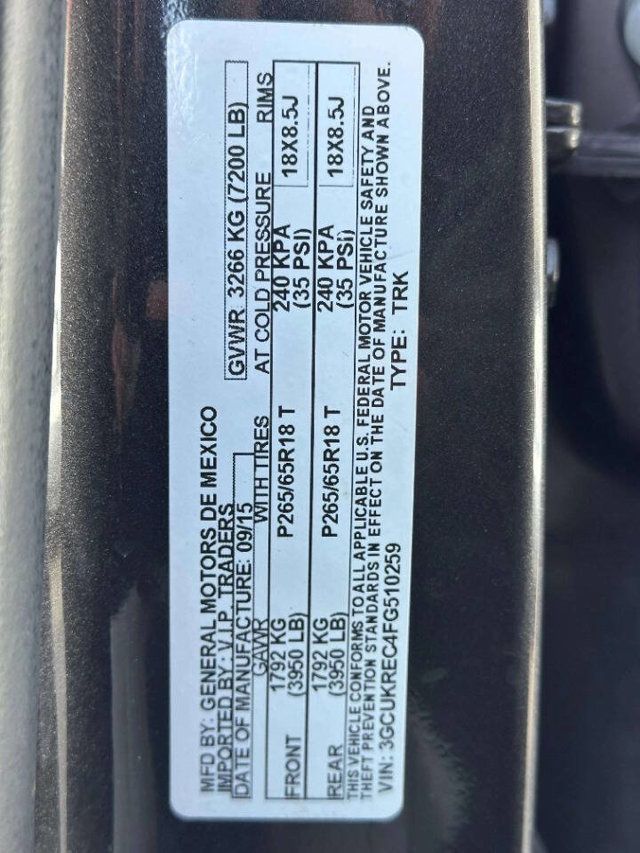 MFD BY: GENERAL MOTORS DE MEXICO
IMPORTED BY: V.I.P. TRADERS
DATE OF MANUFACTURE: 09/15 GVWR 3266 KG (7200 LB)
GAWR WITH TIRES AT COLD PRESSURE RIMS
FRONT 1792 KG P265/65R18 T 240 KPA 18X8.5J
(3950 LB) (35 PSI)
REAR 1792 KG P265/65R18 T 240 KPA 18X8.5J
(3950 LB) (35 PSI)
THIS VEHICLE CONFORMS TO ALL APPLICABLE U.S. FEDERAL MOTOR VEHICLE SAFETY AND
THEFT PREVENTION STANDARDS IN EFFECT ON THE DATE OF MANUFACTURE SHOWN ABOVE.
VIN: 3GCUKREC4FG510259 TYPE: TRK